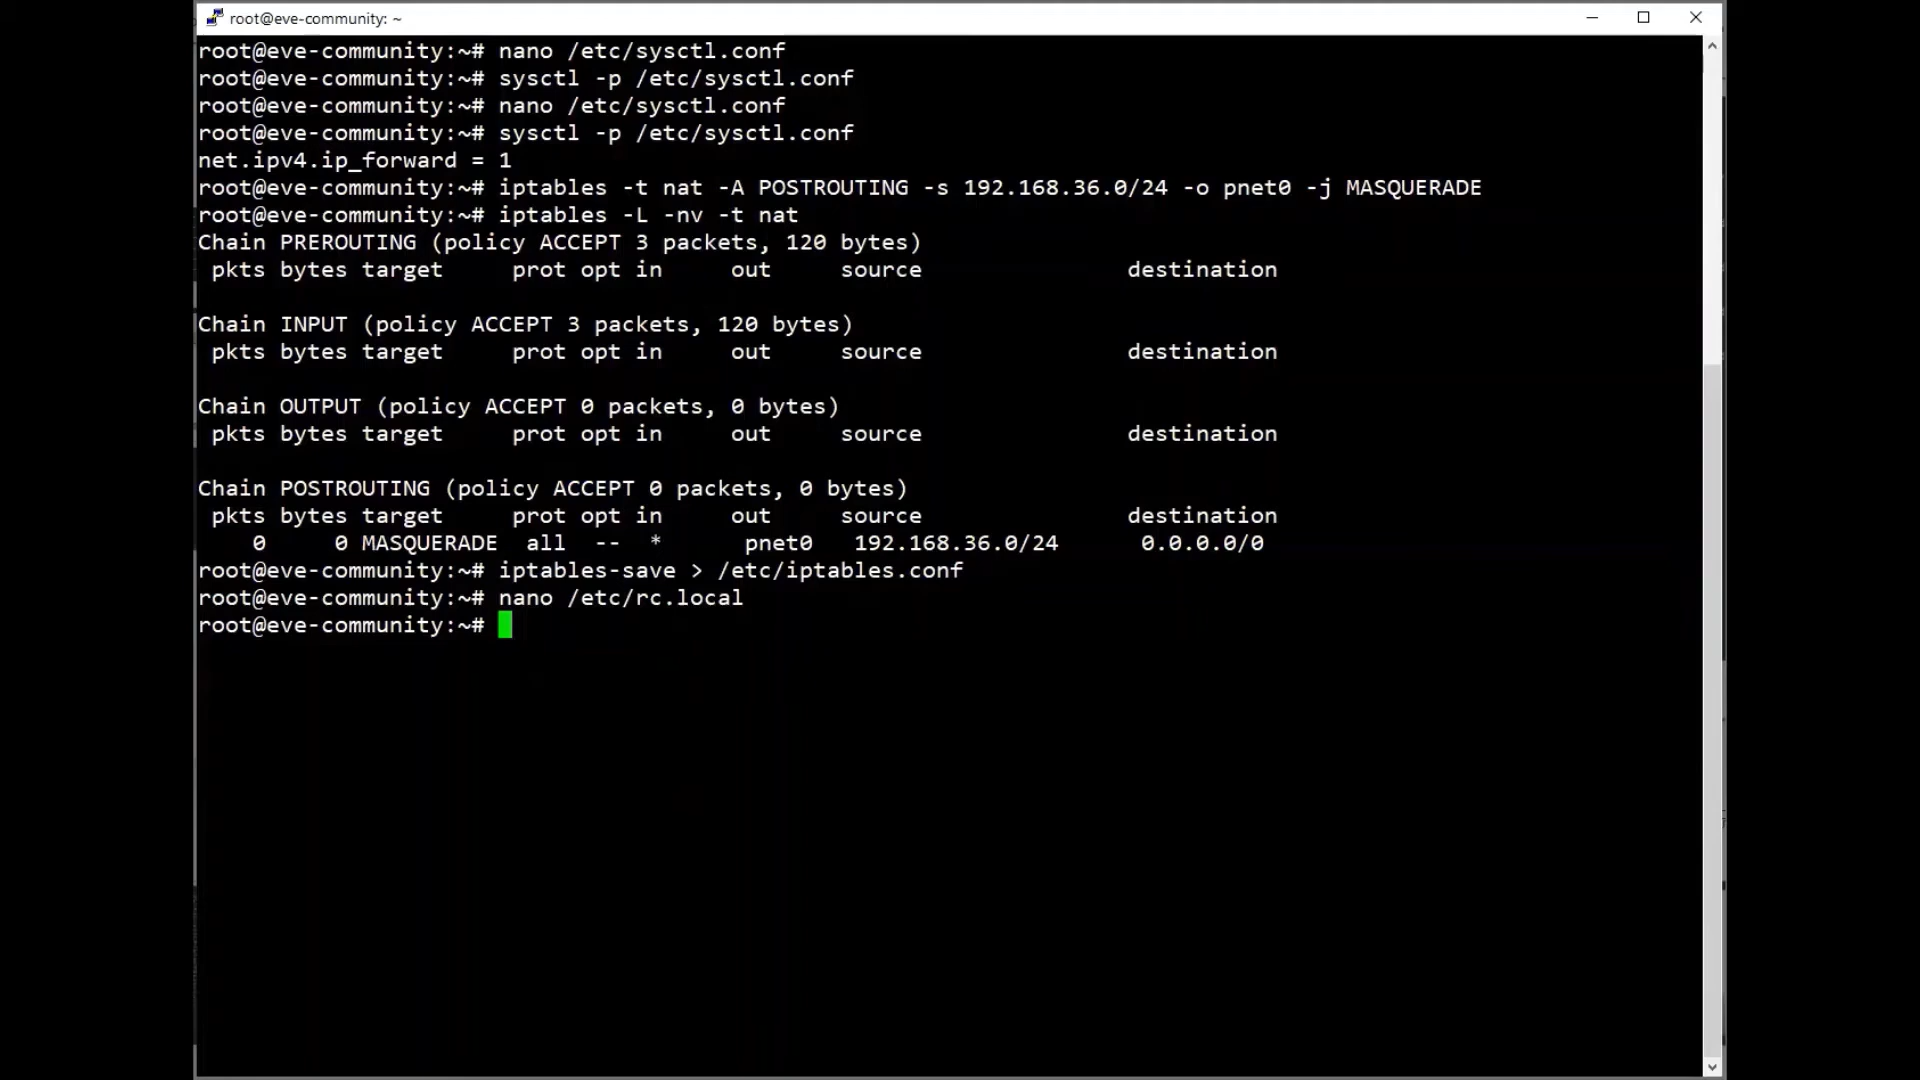 root@eve-community: ~
root@eve-community:~# nano /etc/sysctl.conf
root@eve-community:~# sysctl -p /etc/sysctl.conf
root@eve-community:~# nano /etc/sysctl.conf
root@eve-community:~# sysctl -p /etc/sysctl.conf
net.ipv4.ip_forward = 1
root@eve-community:~# iptables -t nat -A POSTROUTING -s 192.168.36.0/24 -o pnet0 -j MASQUERADE
root@eve-community:~# iptables -L -nv -t nat
Chain PREROUTING (policy ACCEPT 3 packets, 120 bytes)
 pkts bytes target     prot opt in     out     source               destination

Chain INPUT (policy ACCEPT 3 packets, 120 bytes)
 pkts bytes target     prot opt in     out     source               destination

Chain OUTPUT (policy ACCEPT 0 packets, 0 bytes)
 pkts bytes target     prot opt in     out     source               destination

Chain POSTROUTING (policy ACCEPT 0 packets, 0 bytes)
 pkts bytes target     prot opt in     out     source               destination
    0     0 MASQUERADE  all  --  *      pnet0   192.168.36.0/24      0.0.0.0/0
root@eve-community:~# iptables-save > /etc/iptables.conf
root@eve-community:~# nano /etc/rc.local
root@eve-community:~#